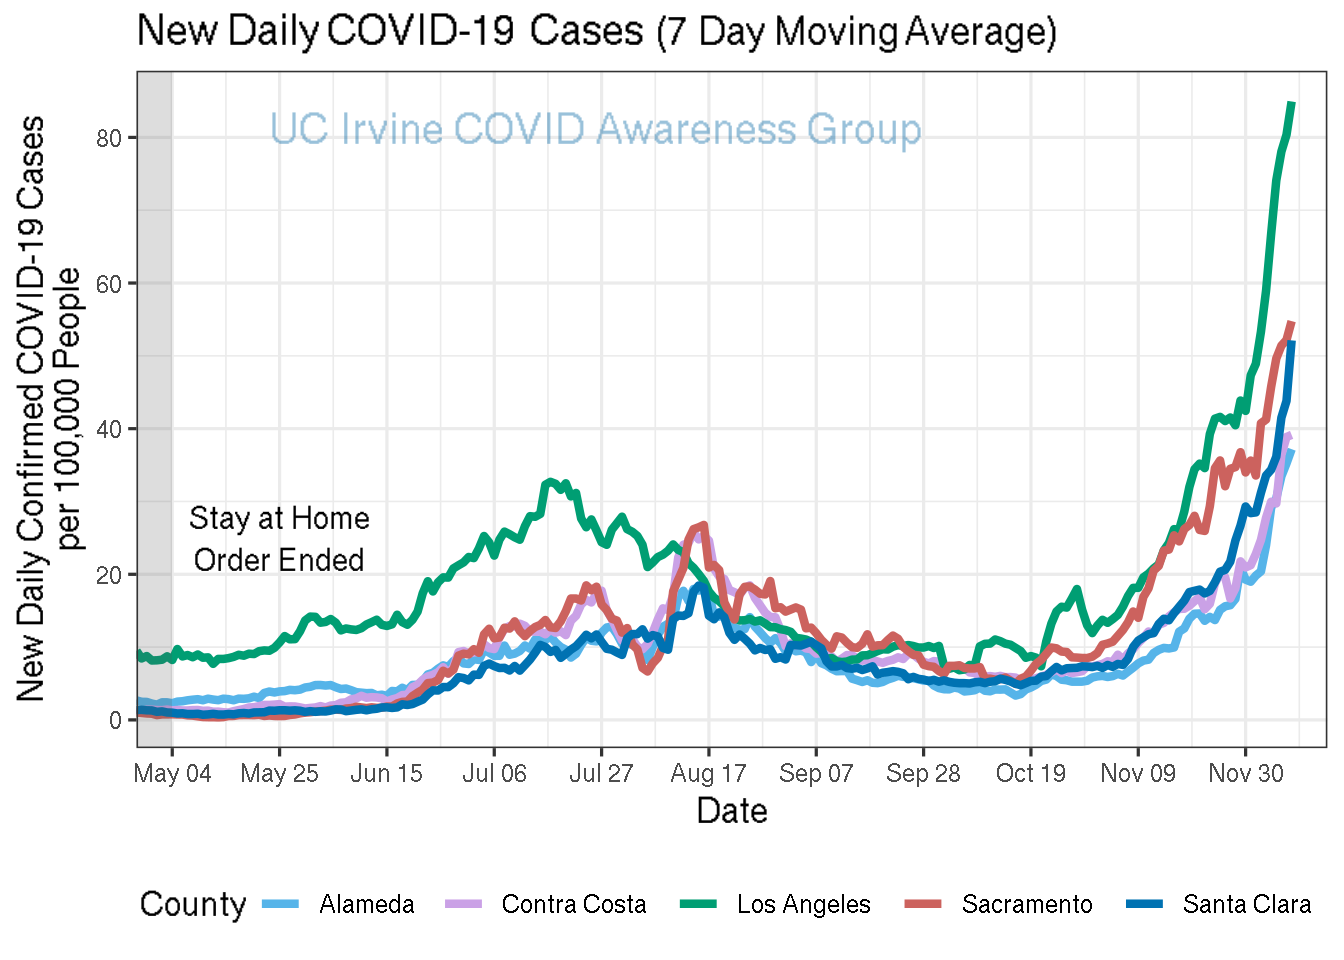 New Daily COVID-19 Cases (7 Day Moving Average)
UC Irvine COVID Awareness Group
New Daily Confirmed COVID-19 Cases
per 100,000 People
80
60
40
20
0
Stay at Home
Order Ended
May 04
May 25
Jun 15
Jul 06
Jul 27
Aug 17
Sep 07
Sep 28
Oct 19
Nov 09
Nov 30
Date
County
Alameda
Contra Costa
Los Angeles
Sacramento
Santa Clara